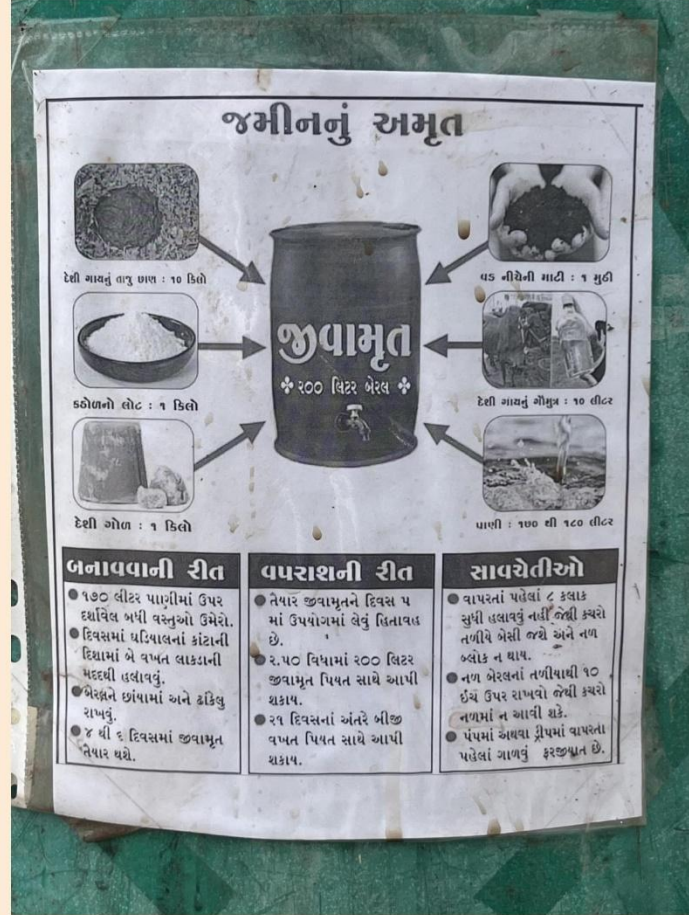 જમીનનું અમૃત
દેશી ગાયનું તાજુ છાણ : ૧૦ કિલો
વડ નીચેની માટી : ૧ મુઠી
જીવામૃત
૨૦૦ લિટર બેરલ
કઠોળનો લોટ : ૧ કિલો
દેશી ગાયનું ગૌમુત્ર : ૧૦ લીટર
દેશી ગોળ : ૧ કિલો
પાણી : ૧૭૦ થી ૧૮૦ લીટર
બનાવવાની રીત
૧૭૦ લીટર પાણીમાં ઉપર
દર્શાવેલ બધી વસ્તુઓ ઉમેરો.
દિવસમાં ઘડિયાલનાં કાંટાની
દિશામાં બે વખત લાકડાની
મદદથી હલાવવું.
બેરલને છાંયામાં અને ઢાંકેલુ
રાખવું.
૪ થી ૬ દિવસમાં જીવામૃત
તૈયાર થશે.
વપરાશની રીત
તૈયાર જીવામૃતને દિવસ ૫
માં ઉપયોગમાં લેવું હિતાવહ
છે.
૨.૫૦ વિઘામાં ૨૦૦ લિટર
જીવામૃત પિયત સાથે આપી
શકાય.
૨૧ દિવસનાં અંતરે બીજી
વખત પિયત સાથે આપી
શકાય.
સાવચેતીઓ
વાપરતાં પહેલાં ૮ કલાક
સુધી હલાવવું નહીં જેથી કચરો
તળીયે બેસી જશે અને નળ
બ્લોક ન થાય.
નળ બેરલનાં તળીયાથી ૧૦
ઈંચ ઉપર રાખવો જેથી કચરો
નળમાં ન આવી શકે.
પંપમાં અથવા ડ્રીપમાં વાપરતા
પહેલાં ગાળવું ફરજીયાત છે.